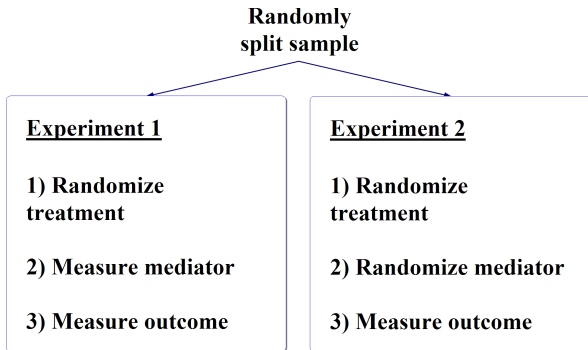 Randomly
split sample
Experiment 1
1) Randomize
treatment
2) Measure mediator
3) Measure outcome
Experiment 2
1) Randomize
treatment
2) Randomize mediator
3) Measure outcome